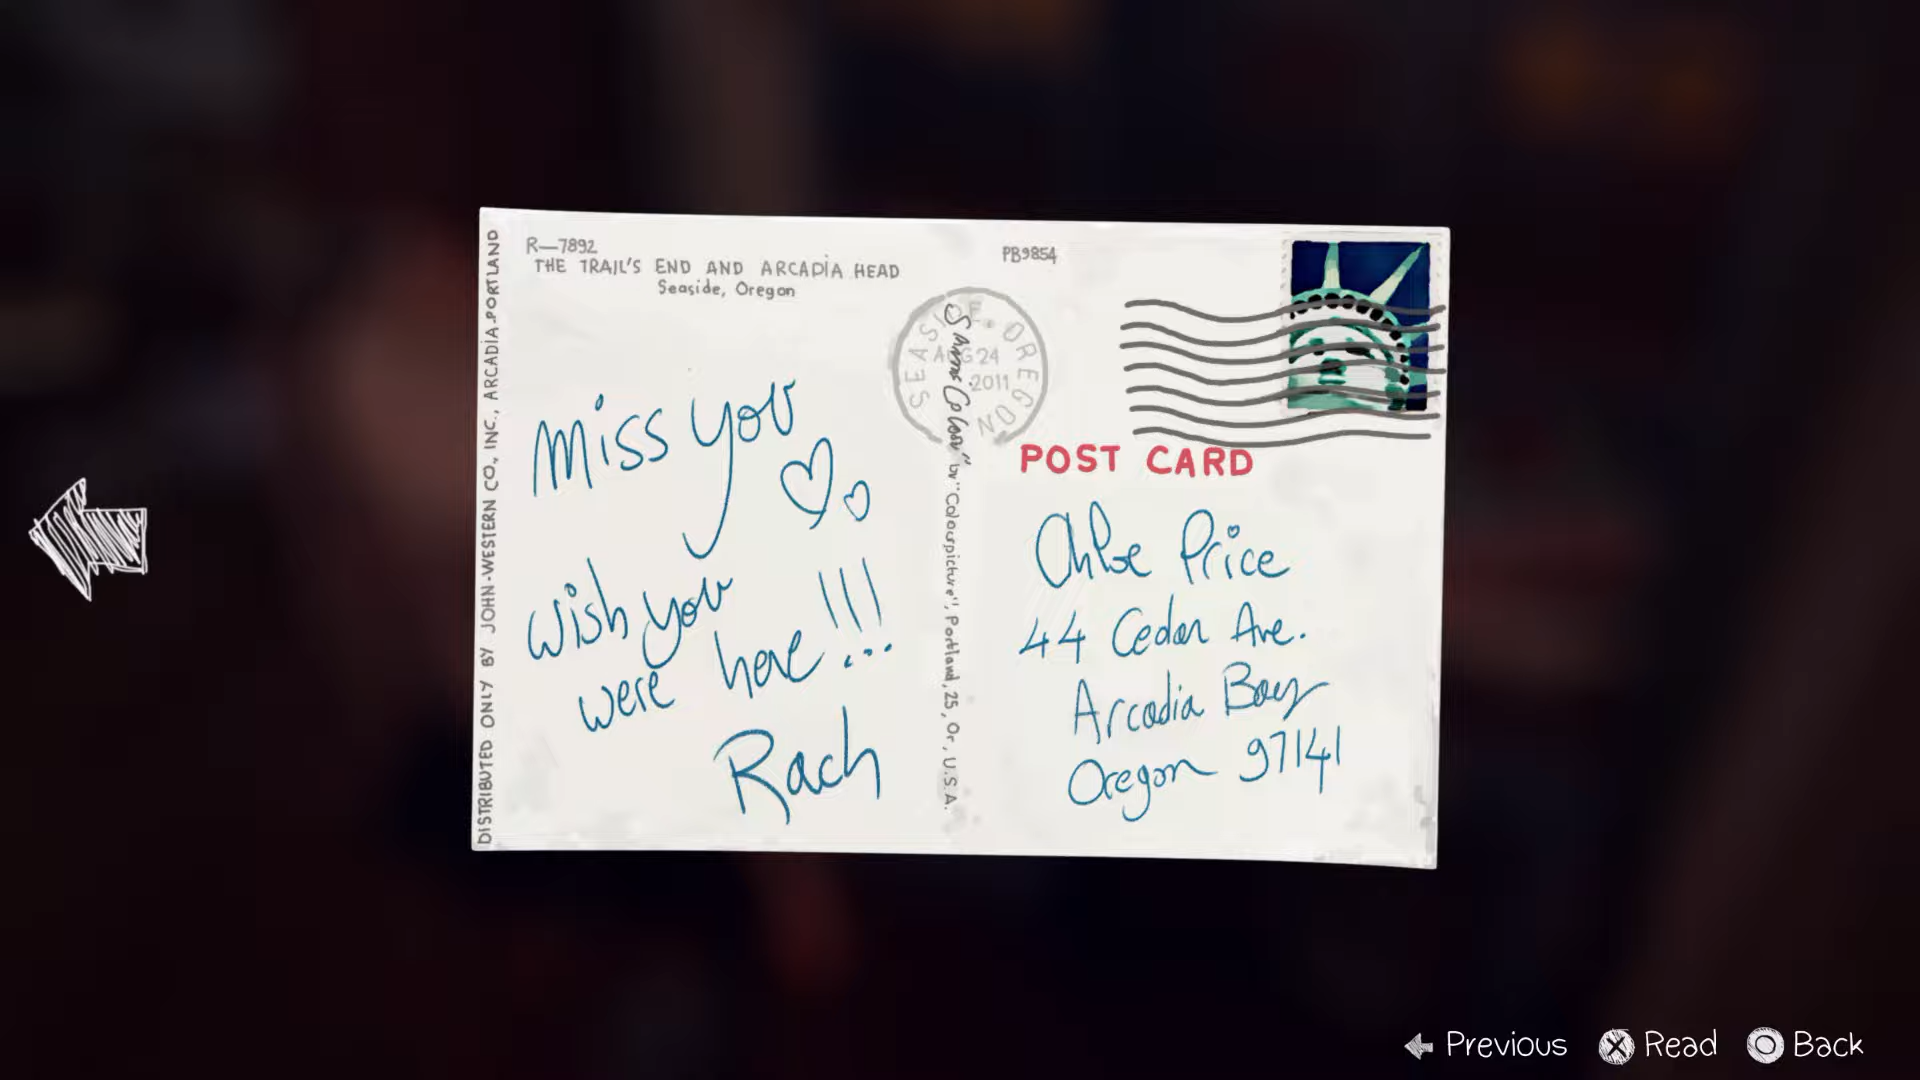 R—7892
THE TRAIL'S END AND ARCADIA HEAD
Seaside, Oregon
DISTRIBUTED ONLY BY JOHN-WESTERN CO., INC., ARCADIA-PORTLAND
Miss you
wish you
were here!!!
Rach
SEASIDE. OREGON
AUG 24
2011
by "Colourpicture", Portland, 25, Or, U.S.A.
PB9854
POST CARD
Chloe Price
44 Cedar Ave.
Arcadia Bay
Oregon 97141
Previous
Read
Back